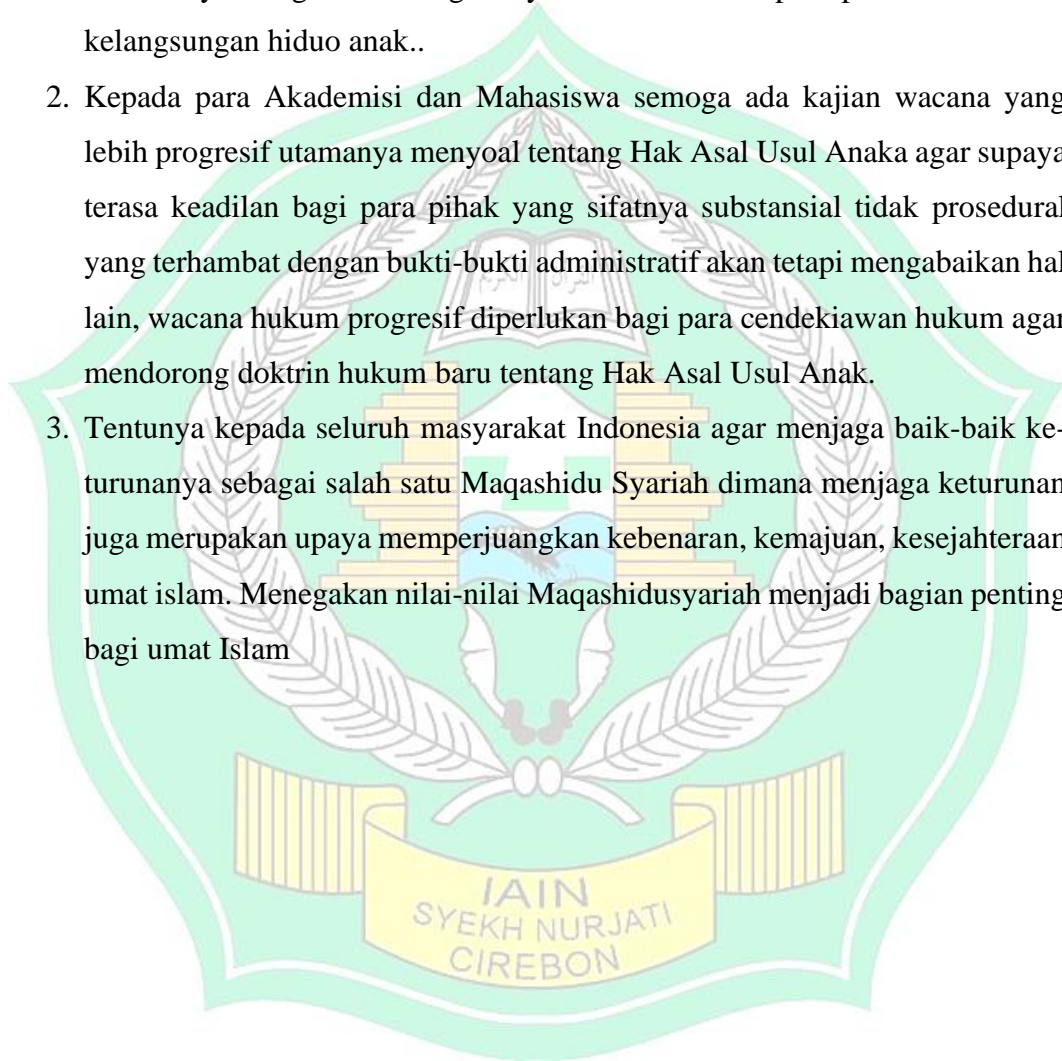 kelangsungan hiduo anak..
2. Kepada para Akademisi dan Mahasiswa semoga ada kajian wacana yang
lebih progresif utamanya menyoal tentang Hak Asal Usul Anaka agar supaya
terasa keadilan bagi para pihak yang sifatnya substansial tidak prosedural
yang terhambat dengan bukti-bukti administratif akan tetapi mengabaikan hal
lain, wacana hukum progresif diperlukan bagi para cendekiawan hukum agar
mendorong doktrin hukum baru tentang Hak Asal Usul Anak.
3. Tentunya kepada seluruh masyarakat Indonesia agar menjaga baik-baik ke-
turunanya sebagai salah satu Maqashidu Syariah dimana menjaga keturunan
juga merupakan upaya memperjuangkan kebenaran, kemajuan, kesejahteraan
umat islam. Menegakan nilai-nilai Maqashidusyariah menjadi bagian penting
bagi umat Islam
القرآن الكريم
IAIN
SYEKH NURJATI
CIREBON